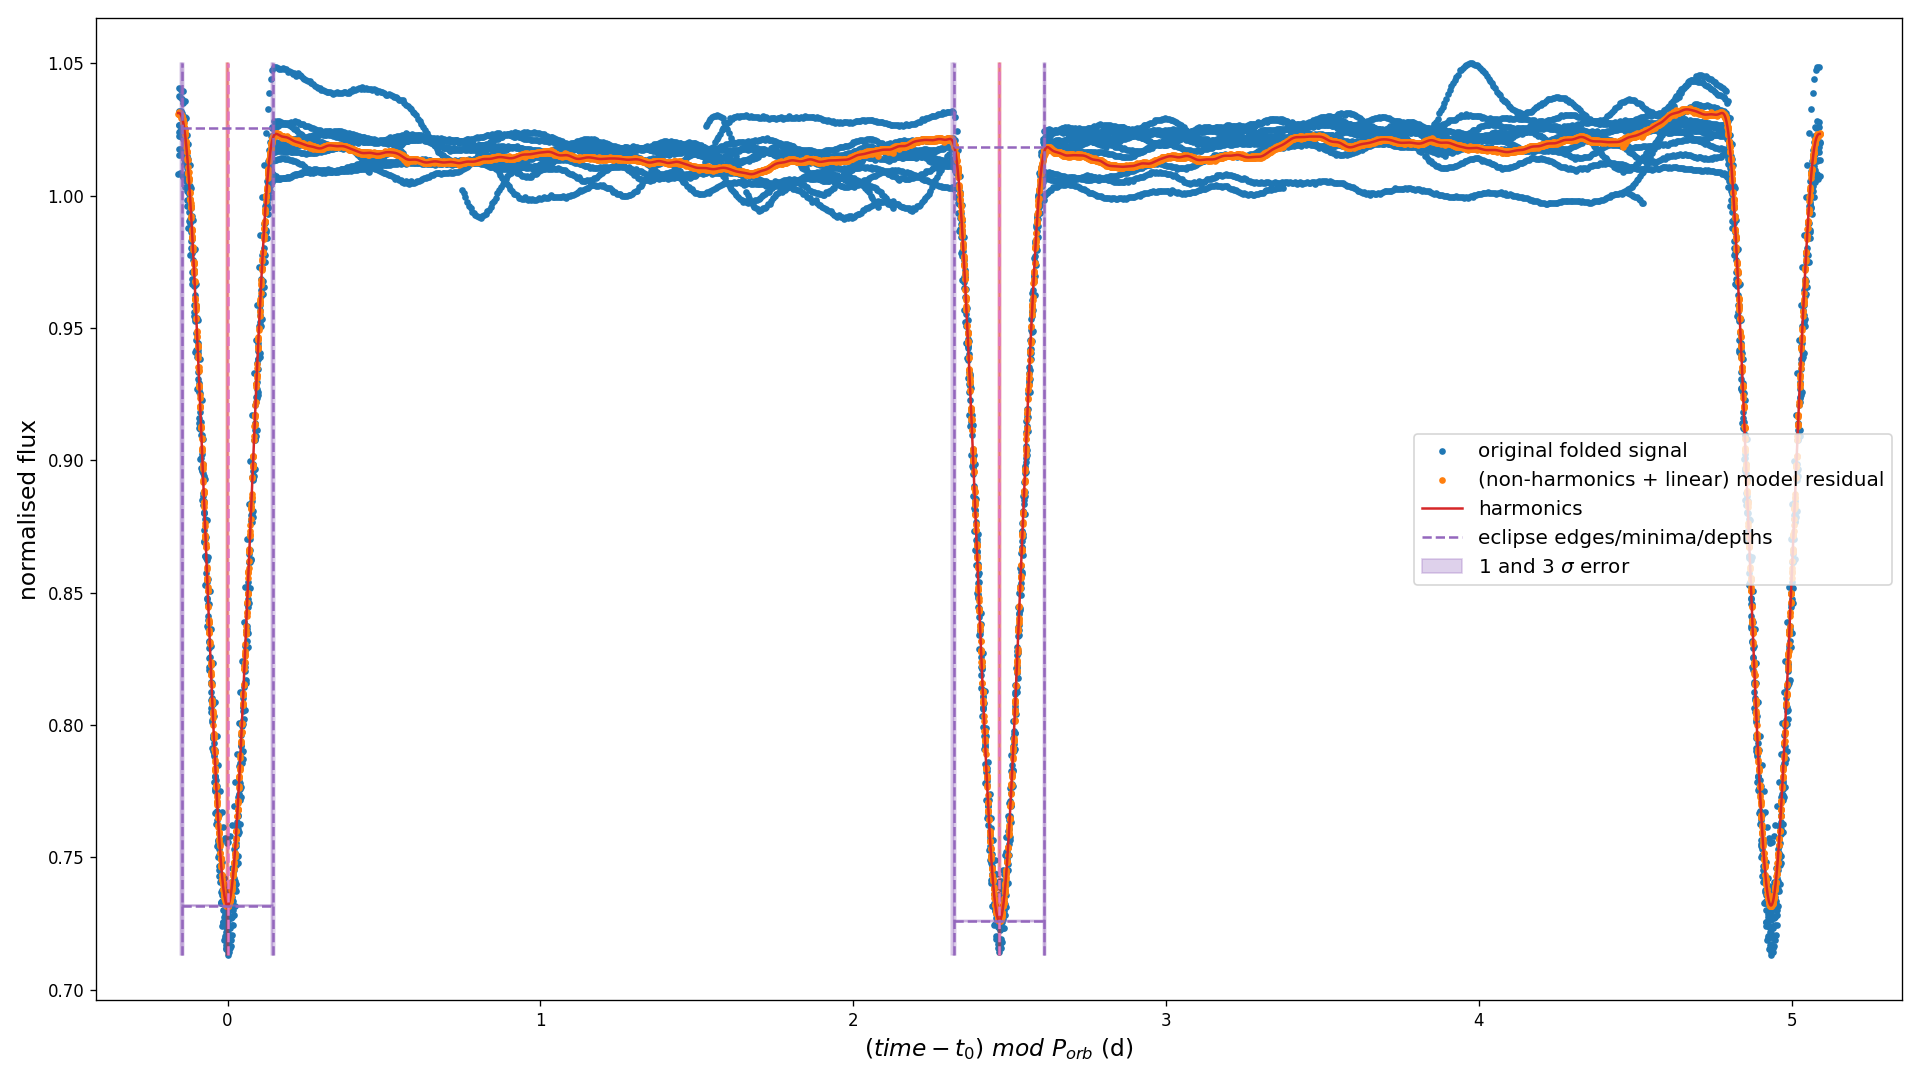 1.05
1.00
0.95
0.90
0.85
0.80
0.75
0.70
normalised flux
original folded signal
(non-harmonics + linear) model residual
harmonics
eclipse edges/minima/depths
1 and 3 σ error
0 1 2 3 4 5
(time − t₀) mod P_orb (d)